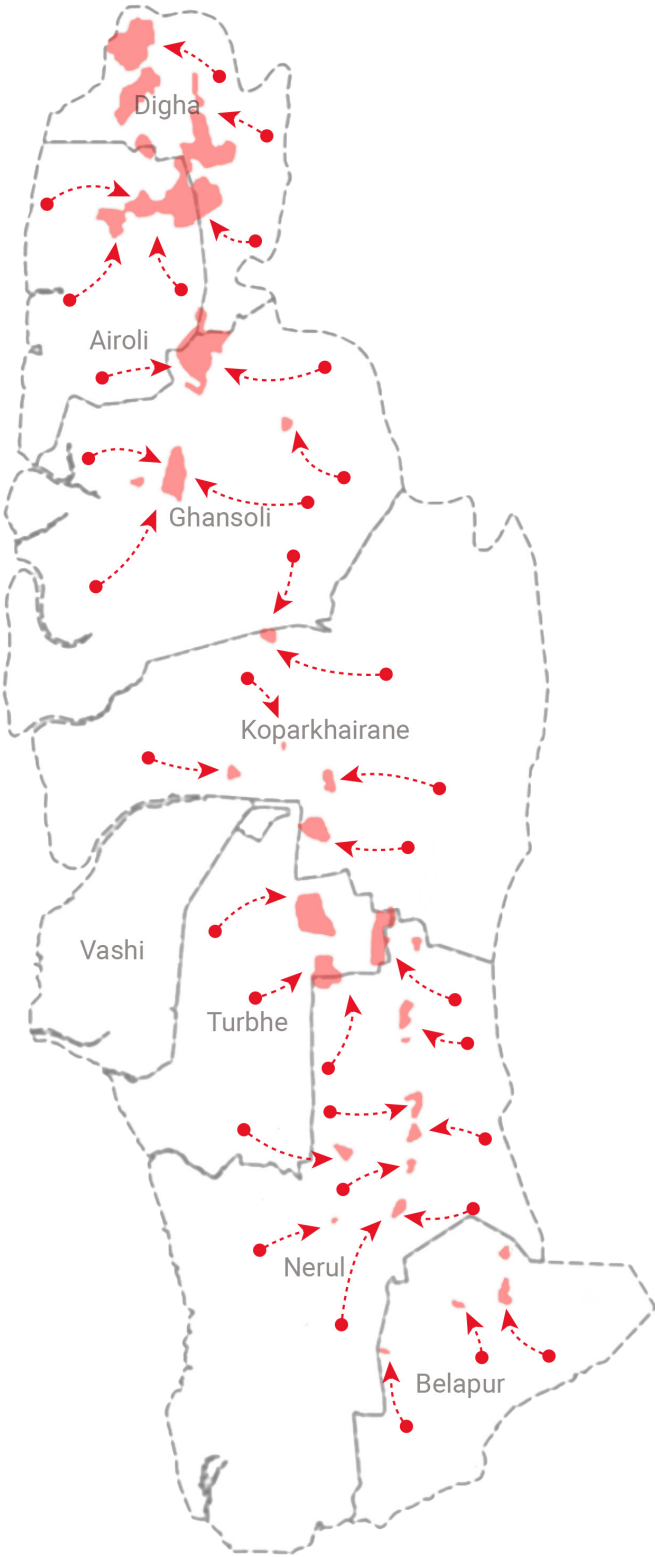 Digha
Airoli
Ghansoli
Koparkhairane
Vashi
Turbhe
Nerul
Belapur